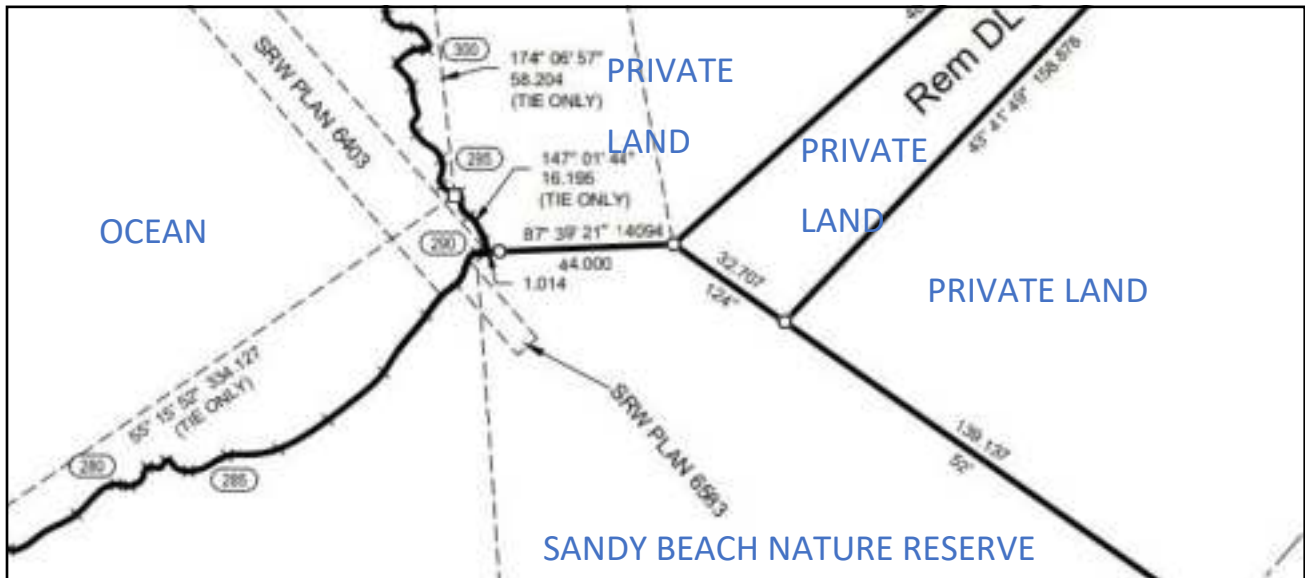 300
174° 06' 57"
58.204
(TIE ONLY)
PRIVATE
LAND
SRW PLAN 6403
Rem DL
43° 41' 49" 158.878
PRIVATE
LAND
295
147° 01' 44"
16.195
(TIE ONLY)
OCEAN
290
87° 39' 21" 14094
44.000
1.014
32.707
124°
PRIVATE LAND
55° 15' 52" 334.127
(TIE ONLY)
SRW PLAN 6583
139.137
52'
280
285
SANDY BEACH NATURE RESERVE